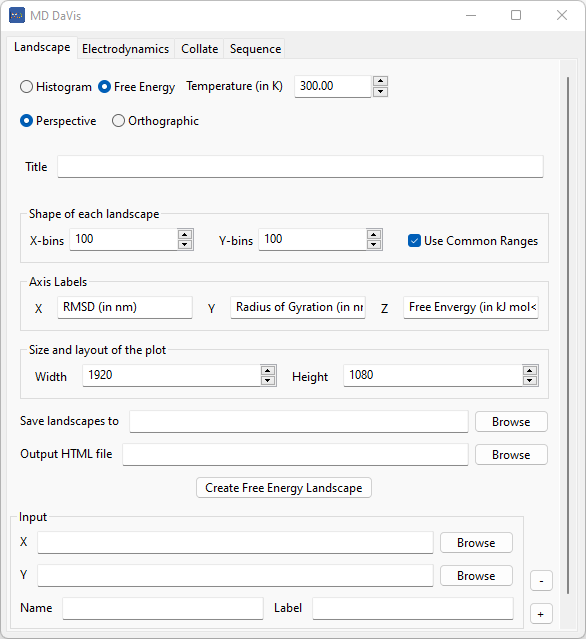 MD DaVis
Landscape Electrodynamics Collate Sequence
Histogram Free Energy Temperature (in K) 300.00
Perspective Orthographic
Title
Shape of each landscape
X-bins 100 Y-bins 100 Use Common Ranges
Axis Labels
X RMSD (in nm) Y Radius of Gyration (in nm Z Free Envergy (in kJ mol<
Size and layout of the plot
Width 1920 Height 1080
Save landscapes to Browse
Output HTML file Browse
Create Free Energy Landscape
Input
X Browse
Y Browse
-
Name Label +